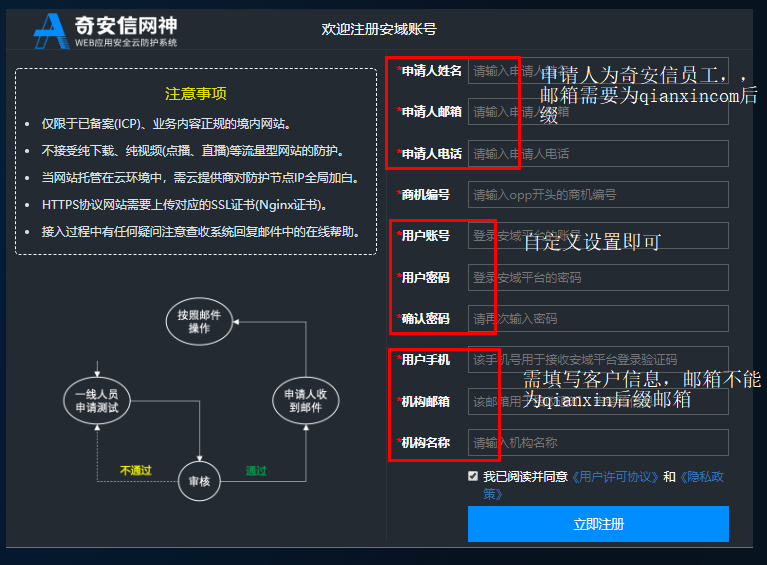 奇安信网神
WEB应用安全云防护系统
欢迎注册安域账号
注意事项
仅限于已备案(ICP)、业务内容正规的境内网站。
不接受纯下载、纯视频(点播、直播)等流量型网站的防护。
当网站托管在云环境中，需云提供商对防护节点IP全局加白。
HTTPS协议网站需要上传对应的SSL证书(Nginx证书)。
接入过程中有任何疑问注意查收系统回复邮件中的在线帮助。
按照邮件
操作
一线人员
申请测试
申请人收
到邮件
不通过
通过
审核
*申请人姓名
请输入申请人
申请人为奇安信员工，，
邮箱需要为qianxincom后
缀
*申请人邮箱
请输入申请人
*申请人电话
请输入申请人电话
商机编号
请输入opp开头的商机编号
*用户账号
登录安域平台的账号
自定义设置即可
*用户密码
登录安域平台的密码
*确认密码
请再次输入密码
*用户手机
该手机号用于接收安域平台登录验证码
需填写客户信息，邮箱不能
为qianxin后缀邮箱
*机构邮箱
该邮箱用于
*机构名称
请输入机构名称
我已阅读并同意《用户许可协议》和《隐私政
策》
立即注册